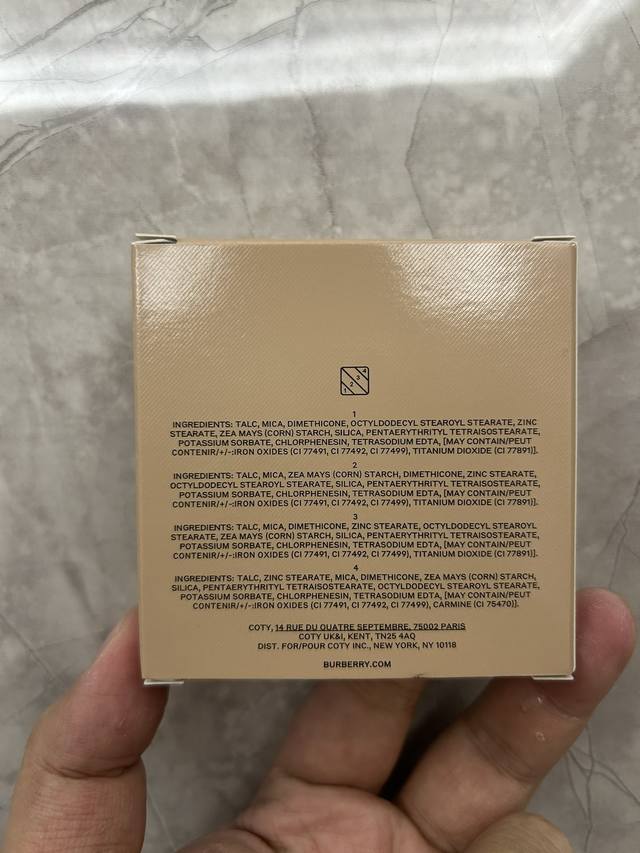 1 2 3 4
1
INGREDIENTS: TALC, MICA, DIMETHICONE, OCTYLDODECYL STEAROYL STEARATE, ZINC
STEARATE, ZEA MAYS (CORN) STARCH, SILICA, PENTAERYTHRITYL TETRAISOSTEARATE,
POTASSIUM SORBATE, CHLORPHENESIN, TETRASODIUM EDTA, [MAY CONTAIN/PEUT
CONTENIR/+/-:IRON OXIDES (CI 77491, CI 77492, CI 77499), TITANIUM DIOXIDE (CI 77891)].
2
INGREDIENTS: TALC, MICA, ZEA MAYS (CORN) STARCH, DIMETHICONE, ZINC STEARATE,
OCTYLDODECYL STEAROYL STEARATE, SILICA, PENTAERYTHRITYL TETRAISOSTEARATE,
POTASSIUM SORBATE, CHLORPHENESIN, TETRASODIUM EDTA, [MAY CONTAIN/PEUT
CONTENIR/+/-:IRON OXIDES (CI 77491, CI 77492, CI 77499), TITANIUM DIOXIDE (CI 77891)].
3
INGREDIENTS: TALC, MICA, DIMETHICONE, ZINC STEARATE, OCTYLDODECYL STEAROYL
STEARATE, ZEA MAYS (CORN) STARCH, SILICA, PENTAERYTHRITYL TETRAISOSTEARATE,
POTASSIUM SORBATE, CHLORPHENESIN, TETRASODIUM EDTA, [MAY CONTAIN/PEUT
CONTENIR/+/-:IRON OXIDES (CI 77491, CI 77492, CI 77499), TITANIUM DIOXIDE (CI 77891)].
4
INGREDIENTS: TALC, ZINC STEARATE, MICA, DIMETHICONE, ZEA MAYS (CORN) STARCH,
SILICA, PENTAERYTHRITYL TETRAISOSTEARATE, OCTYLDODECYL STEAROYL STEARATE,
POTASSIUM SORBATE, CHLORPHENESIN, TETRASODIUM EDTA, [MAY CONTAIN/PEUT
CONTENIR/+/-:IRON OXIDES (CI 77491, CI 77492, CI 77499), CARMINE (CI 75470)].
COTY, 14 RUE DU QUATRE SEPTEMBRE, 75002 PARIS
COTY UK&I, KENT, TN25 4AQ
DIST. FOR/POUR COTY INC., NEW YORK, NY 10118
BURBERRY.COM